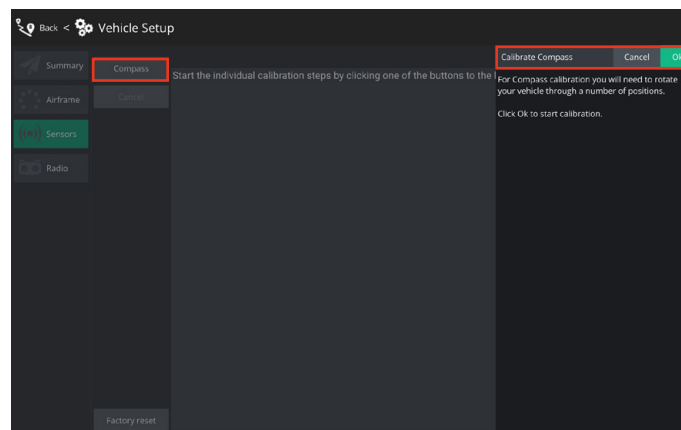 Back < Vehicle Setup
Summary
Airframe
Sensors
Radio
Compass
Cancel
Factory reset
Start the individual calibration steps by clicking one of the buttons to the
Calibrate Compass Cancel Ok
For Compass calibration you will need to rotate
your vehicle through a number of positions.
Click Ok to start calibration.